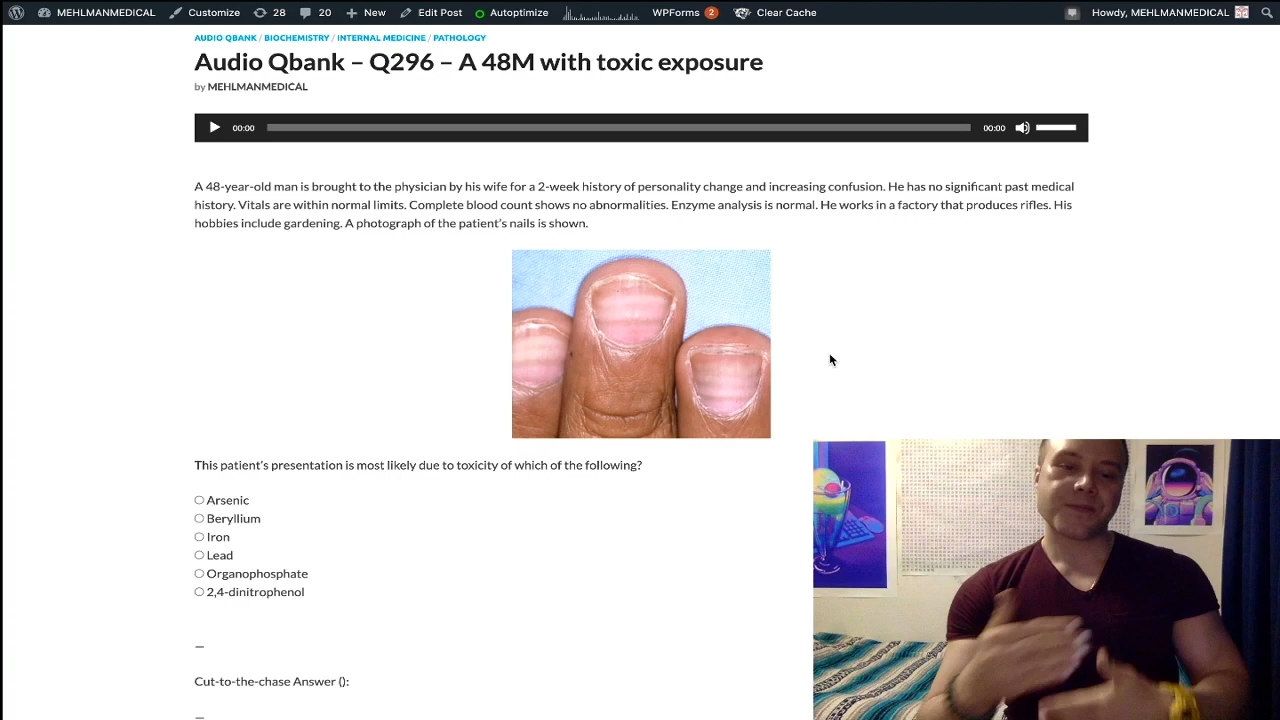 MEHLMANMEDICAL Customize 28 20 New Edit Post Autoptimize WPForms 2 Clear Cache Howdy, MEHLMANMEDICAL
AUDIO QBANK / BIOCHEMISTRY / INTERNAL MEDICINE / PATHOLOGY
Audio Qbank – Q296 – A 48M with toxic exposure
by MEHLMANMEDICAL
00:00 00:00
A 48-year-old man is brought to the physician by his wife for a 2-week history of personality change and increasing confusion. He has no significant past medical
history. Vitals are within normal limits. Complete blood count shows no abnormalities. Enzyme analysis is normal. He works in a factory that produces rifles. His
hobbies include gardening. A photograph of the patient's nails is shown.
This patient's presentation is most likely due to toxicity of which of the following?
Arsenic
Beryllium
Iron
Lead
Organophosphate
2,4-dinitrophenol
—
Cut-to-the-chase Answer ():
—